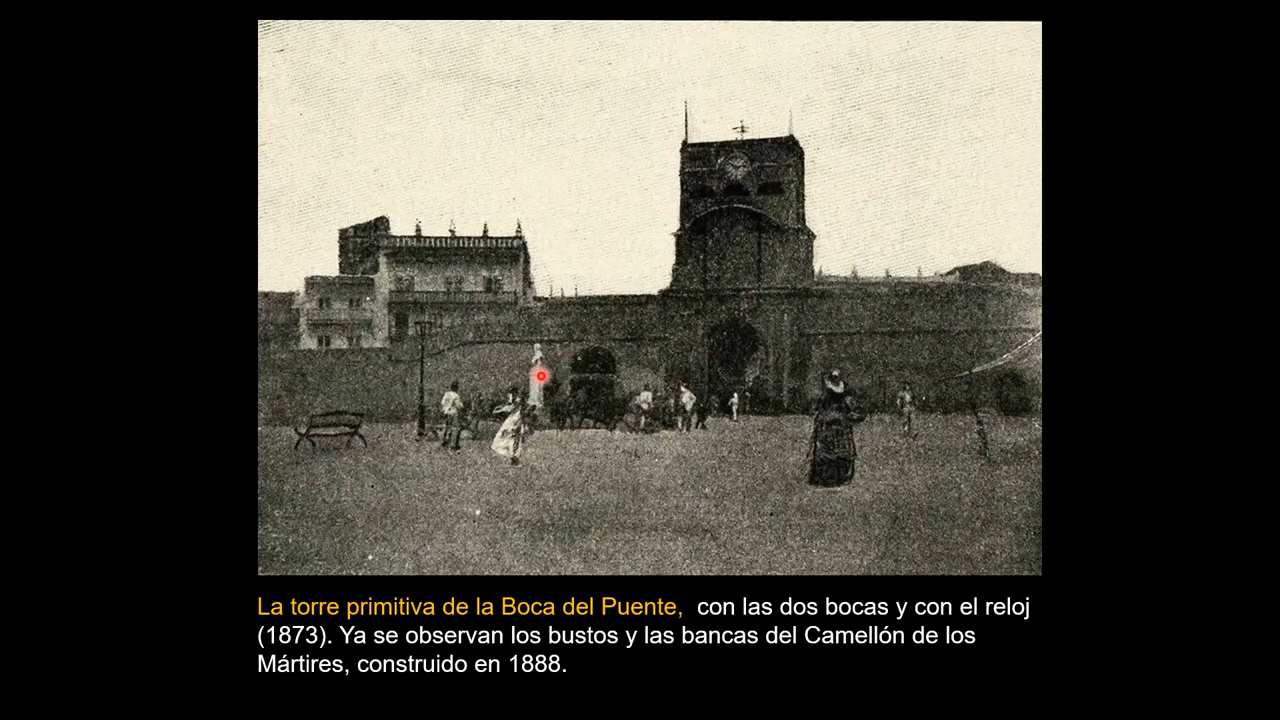 La torre primitiva de la Boca del Puente, con las dos bocas y con el reloj
(1873). Ya se observan los bustos y las bancas del Camellón de los
Mártires, construido en 1888.